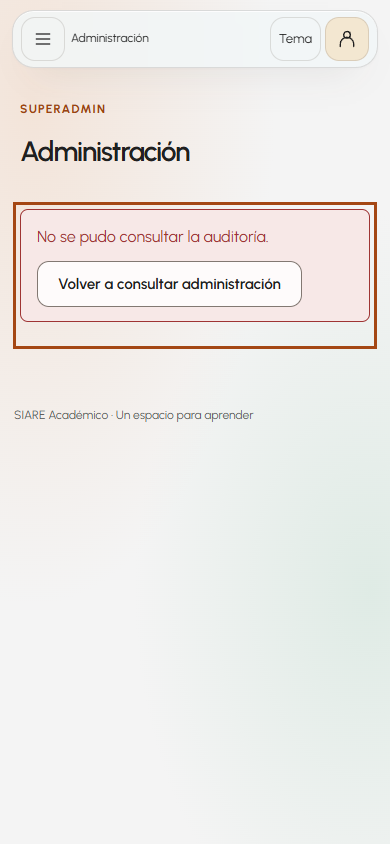 Administración
Tema
SUPERADMIN
Administración
No se pudo consultar la auditoría.
Volver a consultar administración
SIARE Académico · Un espacio para aprender